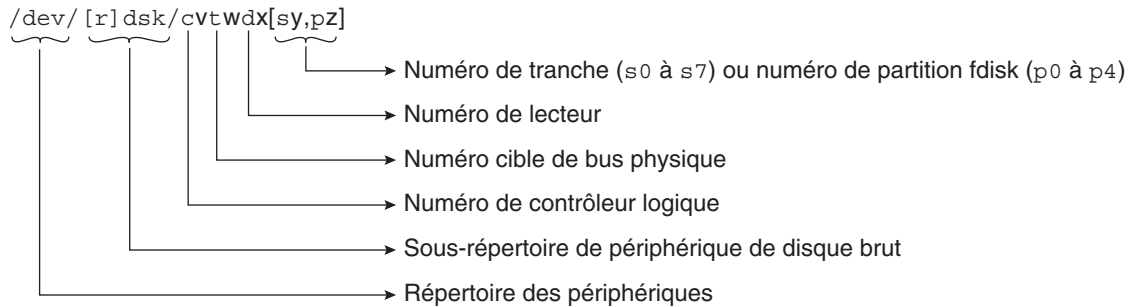 /dev/[r]dsk/cvtwdx[sy,pz]
Numéro de tranche (s0 à s7) ou numéro de partition fdisk (p0 à p4)
Numéro de lecteur
Numéro cible de bus physique
Numéro de contrôleur logique
Sous-répertoire de périphérique de disque brut
Répertoire des périphériques